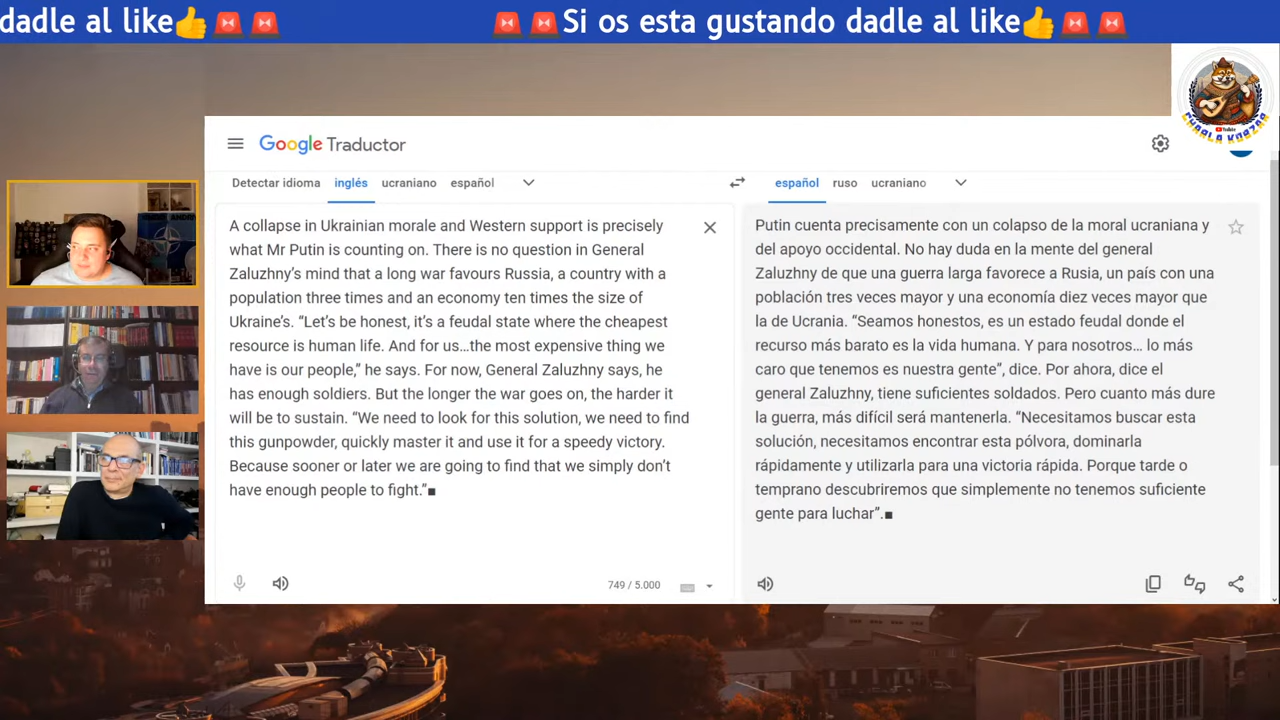 dadle al like👍🚨🚨 🚨🚨Si os esta gustando dadle al like👍🚨🚨
CHARLA KOBZAR
YouTube
Google Traductor
Detectar idioma inglés ucraniano español
español ruso ucraniano
A collapse in Ukrainian morale and Western support is precisely
what Mr Putin is counting on. There is no question in General
Zaluzhny's mind that a long war favours Russia, a country with a
population three times and an economy ten times the size of
Ukraine's. “Let's be honest, it's a feudal state where the cheapest
resource is human life. And for us…the most expensive thing we
have is our people,” he says. For now, General Zaluzhny says, he
has enough soldiers. But the longer the war goes on, the harder it
will be to sustain. “We need to look for this solution, we need to find
this gunpowder, quickly master it and use it for a speedy victory.
Because sooner or later we are going to find that we simply don't
have enough people to fight.”■
749 / 5.000
Putin cuenta precisamente con un colapso de la moral ucraniana y
del apoyo occidental. No hay duda en la mente del general
Zaluzhny de que una guerra larga favorece a Rusia, un país con una
población tres veces mayor y una economía diez veces mayor que
la de Ucrania. “Seamos honestos, es un estado feudal donde el
recurso más barato es la vida humana. Y para nosotros… lo más
caro que tenemos es nuestra gente”, dice. Por ahora, dice el
general Zaluzhny, tiene suficientes soldados. Pero cuanto más dure
la guerra, más difícil será mantenerla. “Necesitamos buscar esta
solución, necesitamos encontrar esta pólvora, dominarla
rápidamente y utilizarla para una victoria rápida. Porque tarde o
temprano descubriremos que simplemente no tenemos suficiente
gente para luchar”.■